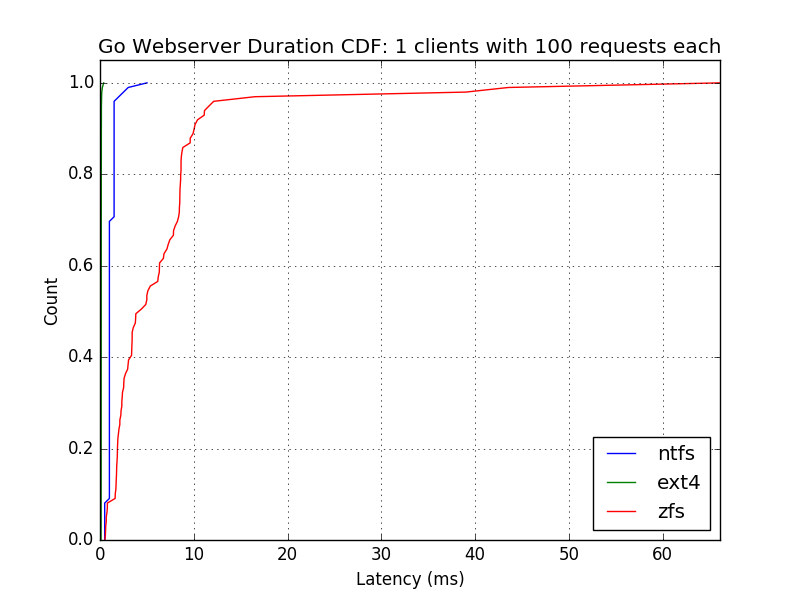 Go Webserver Duration CDF: 1 clients with 100 requests each
1.0
0.8
0.6
0.4
0.2
0.0
Count
0 10 20 30 40 50 60
Latency (ms)
ntfs
ext4
zfs